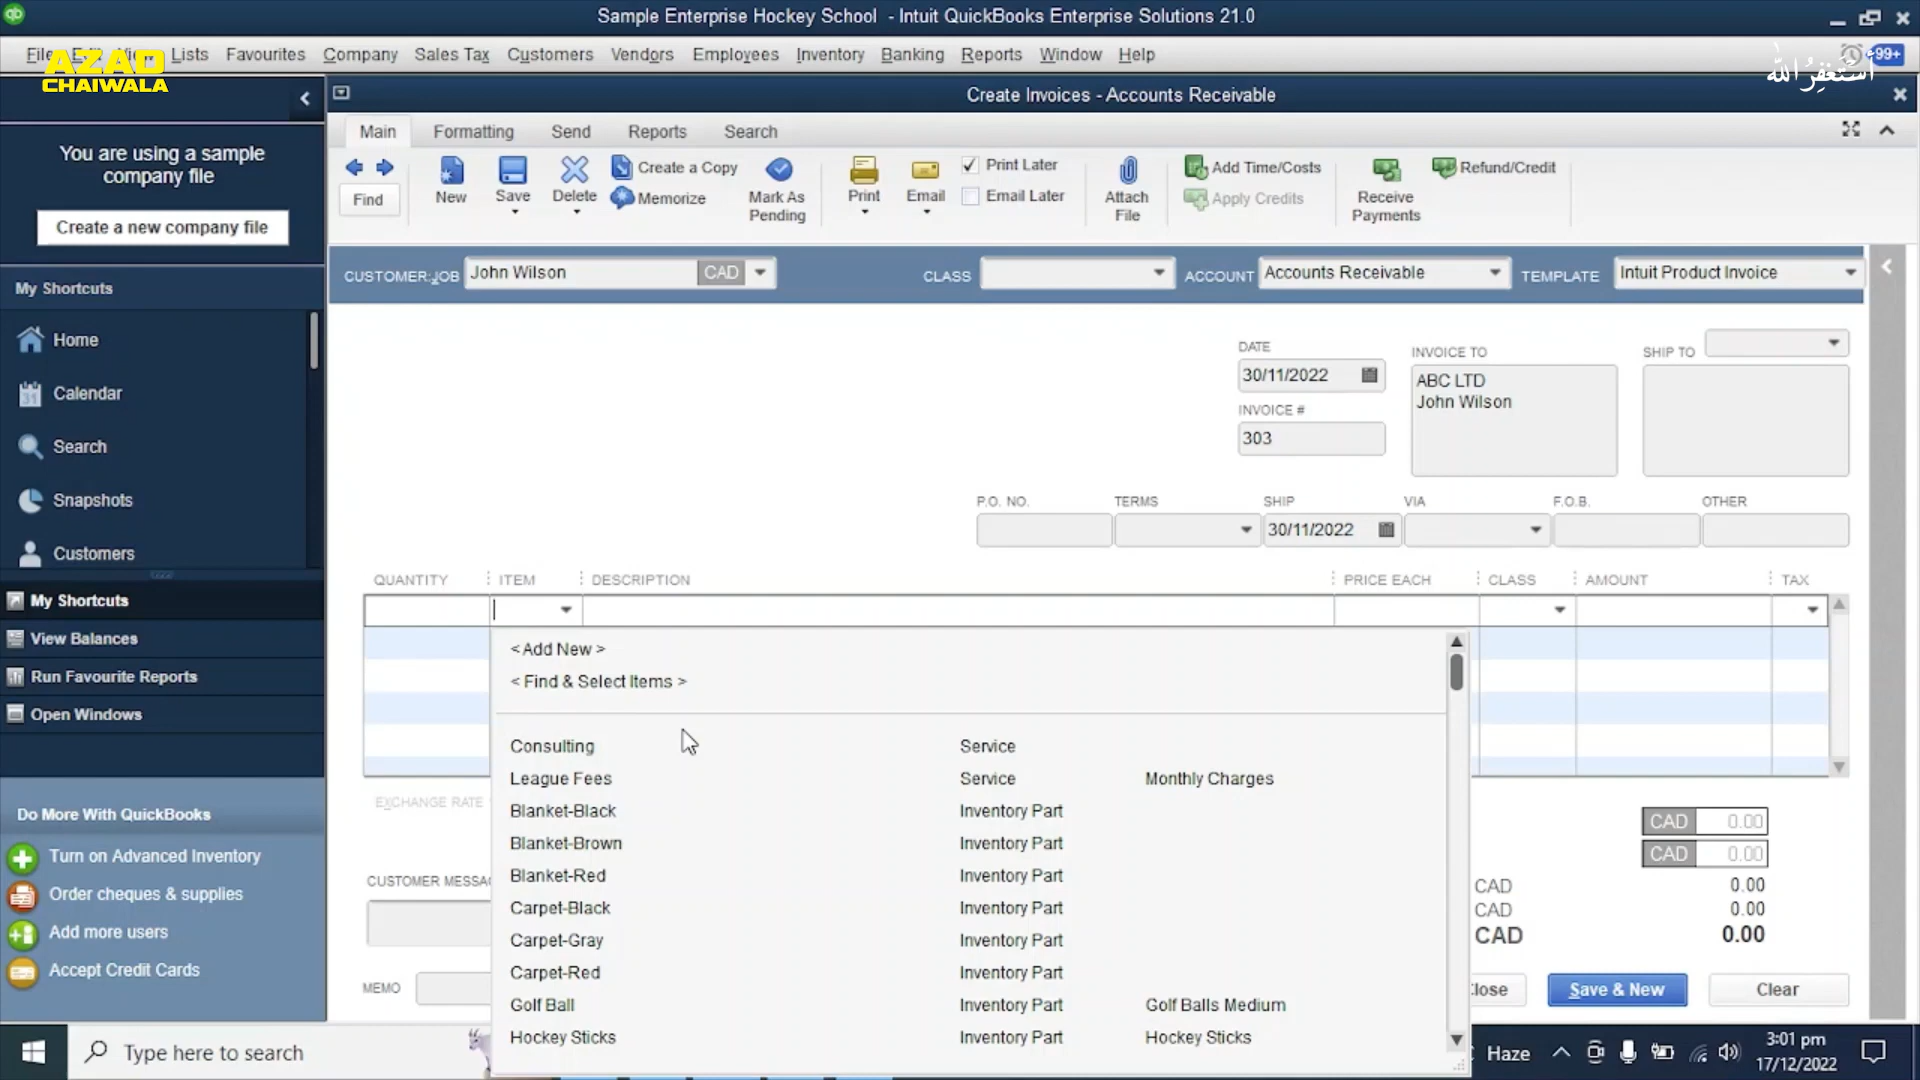 Sample Enterprise Hockey School - Intuit QuickBooks Enterprise Solutions 21.0
File Edit View Lists Favourites Company Sales Tax Customers Vendors Employees Inventory Banking Reports Window Help
99+
AZAD
CHAIWALA
أستغفر الله
Create Invoices - Accounts Receivable
You are using a sample
company file
Create a new company file
My Shortcuts
Home
31
Calendar
Search
Snapshots
Customers
My Shortcuts
View Balances
Run Favourite Reports
Open Windows
Do More With QuickBooks
Turn on Advanced Inventory
Order cheques & supplies
Add more users
Accept Credit Cards
Main Formatting Send Reports Search
Find
New
Save
Delete
Create a Copy
Memorize
Mark As
Pending
Print
Email
Print Later
Email Later
Attach
File
Add Time/Costs
Apply Credits
Receive
Payments
Refund/Credit
CUSTOMER:JOB John Wilson CAD CLASS ACCOUNT Accounts Receivable TEMPLATE Intuit Product Invoice
DATE
30/11/2022
INVOICE #
303
INVOICE TO
ABC LTD
John Wilson
SHIP TO
P.O. NO. TERMS SHIP VIA F.O.B. OTHER
30/11/2022
QUANTITY ITEM DESCRIPTION PRICE EACH CLASS AMOUNT TAX
< Add New >
< Find & Select Items >
Consulting Service
League Fees Service Monthly Charges
Blanket-Black Inventory Part
Blanket-Brown Inventory Part
Blanket-Red Inventory Part
Carpet-Black Inventory Part
Carpet-Gray Inventory Part
Carpet-Red Inventory Part
Golf Ball Inventory Part Golf Balls Medium
Hockey Sticks Inventory Part Hockey Sticks
EXCHANGE RATE
CUSTOMER MESSAG
MEMO
CAD 0.00
CAD 0.00
CAD 0.00
CAD 0.00
CAD 0.00
lose
Save & New
Clear
Type here to search
Haze
3:01 pm
17/12/2022